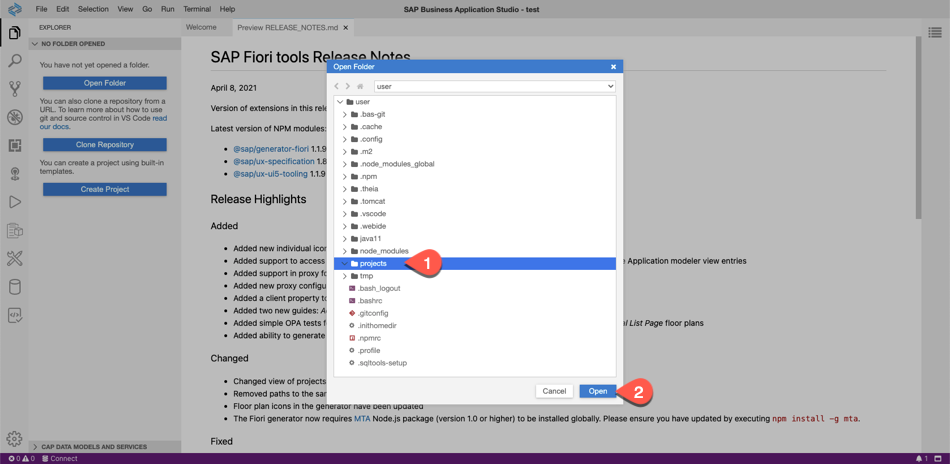 File Edit Selection View Go Run Terminal Help
SAP Business Application Studio - test
EXPLORER
NO FOLDER OPENED
You have not yet opened a folder.
Open Folder
You can also clone a repository from a
URL. To learn more about how to use
git and source control in VS Code read
our docs.
Clone Repository
You can create a project using built-in
templates.
Create Project
CAP DATA MODELS AND SERVICES
Welcome
Preview RELEASE_NOTES.md
SAP Fiori tools Release Notes
April 8, 2021
Version of extensions in this rele
Latest version of NPM modules:
@sap/generator-fiori 1.1.9
@sap/ux-specification 1.8
@sap/ux-ui5-tooling 1.1.9
Release Highlights
Added
Added new individual icon
Added support to access
Application modeler view entries
Added support in proxy fo
Added new proxy configu
Added a client property to
Added two new guides: A
Added simple OPA tests f
al List Page floor plans
Added ability to generate
Changed
Changed view of projects
Removed paths to the sam
Floor plan icons in the generator have been updated
The Fiori generator now requires MTA Node.js package (version 1.0 or higher) to be installed globally. Please ensure you have updated by executing npm install -g mta.
Fixed
Open Folder
user
user
.bas-git
.cache
.config
.m2
.node_modules_global
.npm
.theia
.tomcat
.vscode
.webide
java11
node_modules
projects
1
tmp
.bash_logout
.bashrc
.gitconfig
.inithomedir
.npmrc
.profile
.sqltools-setup
Cancel
Open
2
0 0 Connect
1